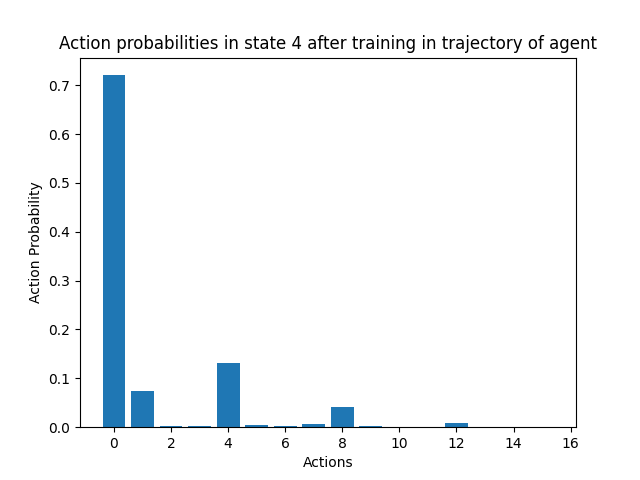 Action probabilities in state 4 after training in trajectory of agent
0.7
0.6
0.5
0.4
0.3
0.2
0.1
0.0
Action Probability
0 2 4 6 8 10 12 14 16
Actions